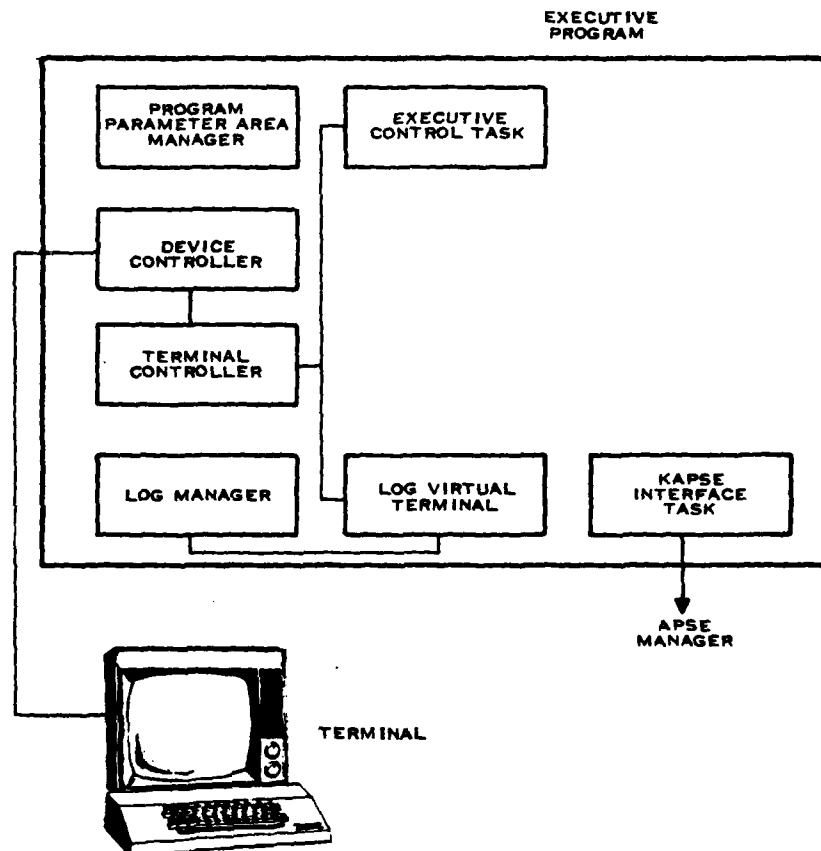 EXECUTIVE
PROGRAM
PROGRAM
PARAMETER AREA
MANAGER
EXECUTIVE
CONTROL TASK
DEVICE
CONTROLLER
TERMINAL
CONTROLLER
LOG MANAGER
LOG VIRTUAL
TERMINAL
KAPSE
INTERFACE
TASK
APSE
MANAGER
TERMINAL